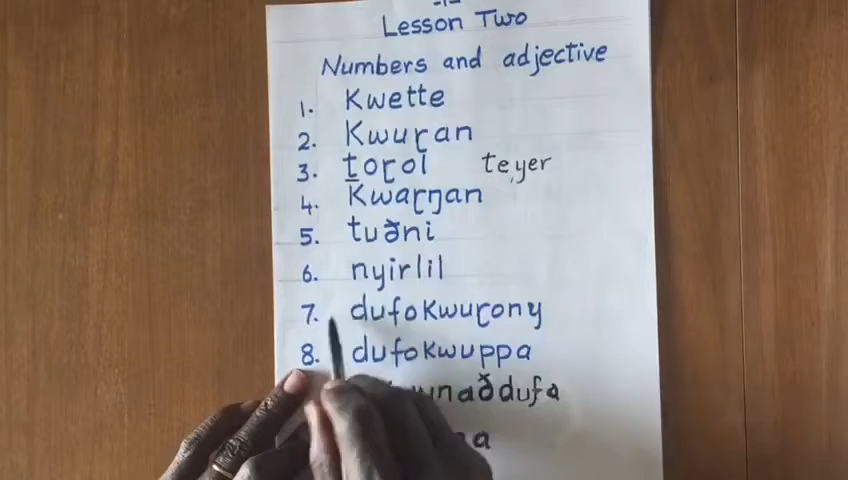 Lesson Two
Numbers and adjective
1. Kwette
2. Kwuɽan
3. ṯoɽol teyer
4. Kwaɽŋan
5. tuðni
6. nyirlil
7. dufokwuɽony
8. dufokwuppa